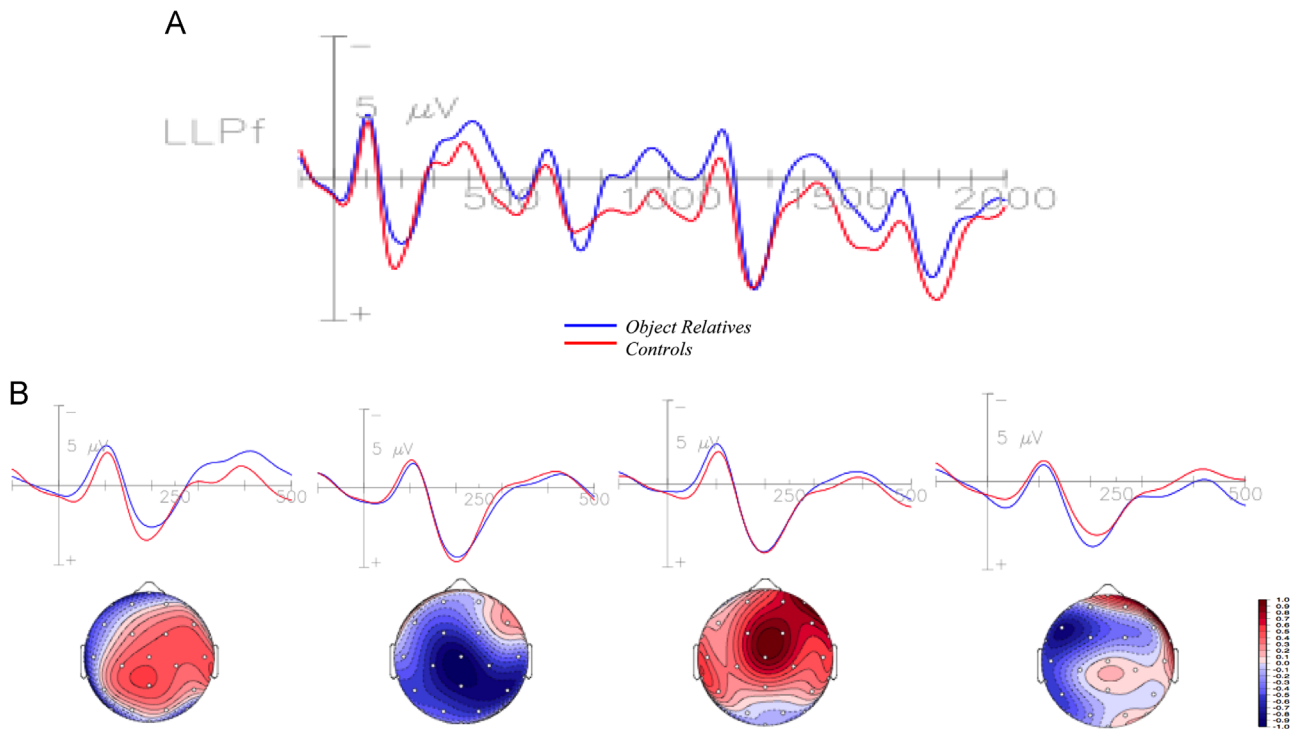 A
−
5 μV
LLPf
500 1000 1500 2000
+
Object Relatives
Controls
B
− − − −
5 μV 5 μV 5 μV 5 μV
250 500 250 500 250 500 250 500
+ + + +
1.0
0.9
0.8
0.7
0.6
0.5
0.4
0.3
0.2
0.1
0.0
-0.1
-0.2
-0.3
-0.4
-0.5
-0.6
-0.7
-0.8
-0.9
-1.0